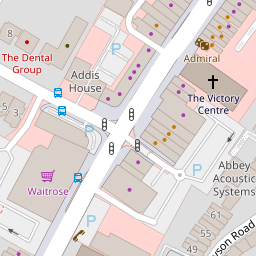 8
The Dental
Group
P
Addis
House
Admiral
The Victory
Centre
5
3
Waitrose
P
P
Abbey
Acoustic
Systems
61
55
49
son Road